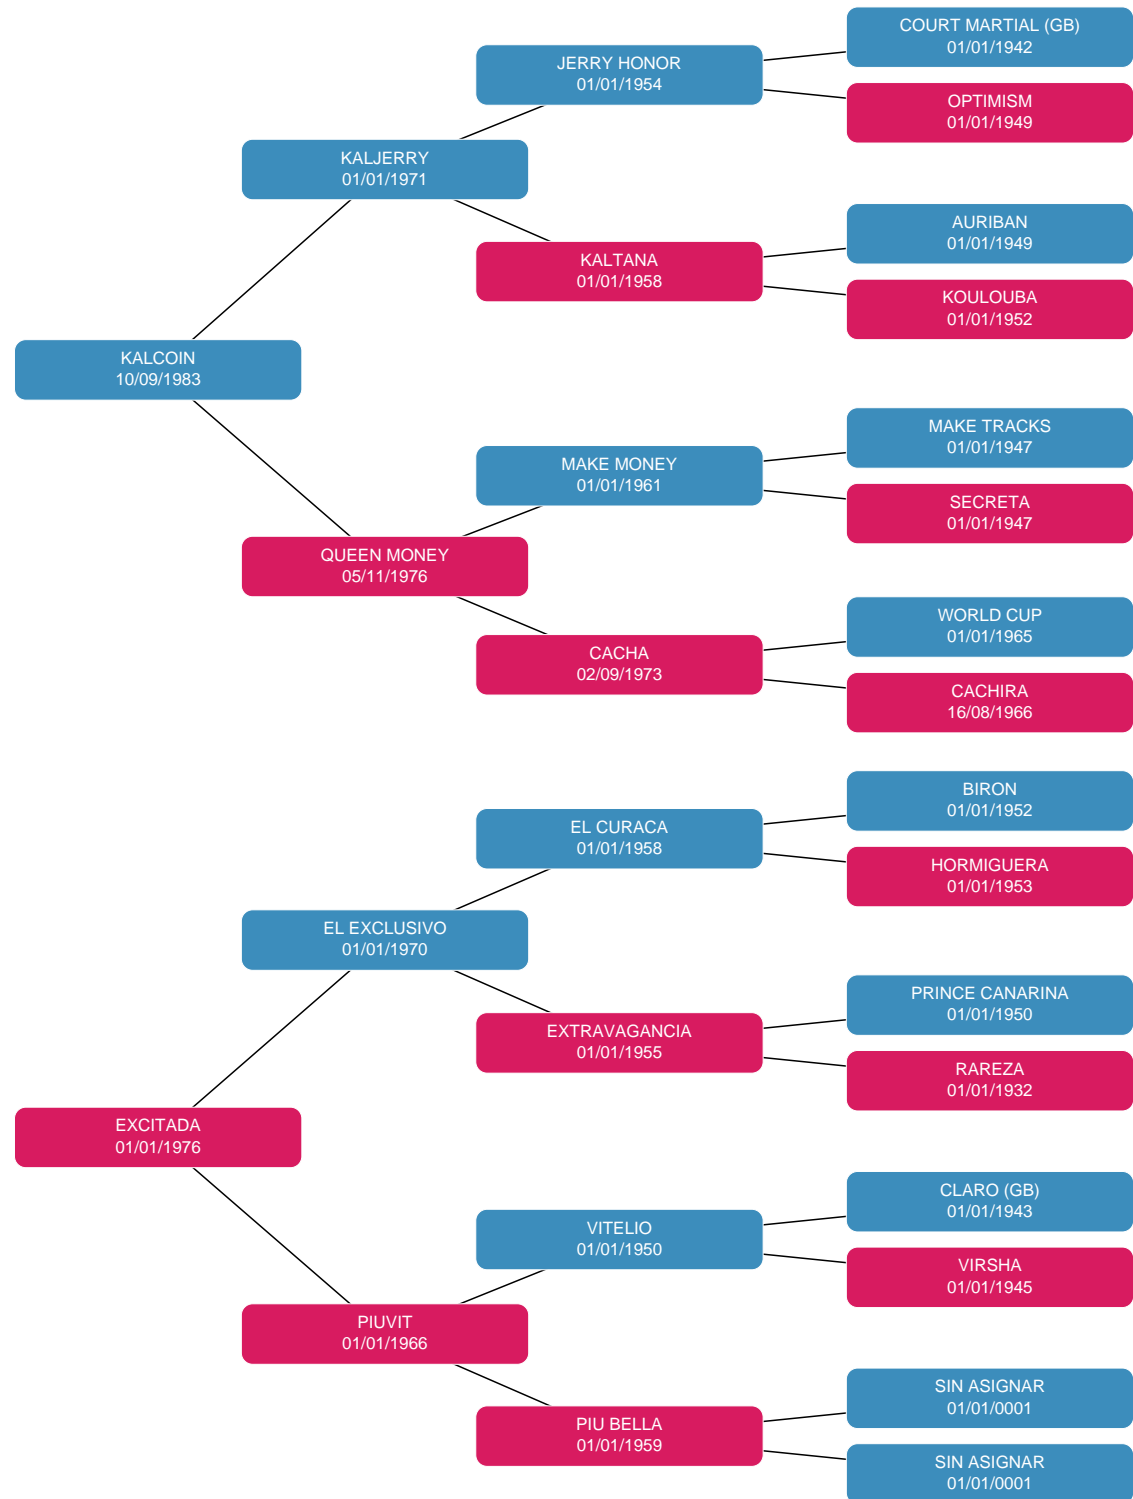 COURT MARTIAL (GB)
01/01/1942
JERRY HONOR
01/01/1954
OPTIMISM
01/01/1949
KALJERRY
01/01/1971
AURIBAN
01/01/1949
KALTANA
01/01/1958
KOULOUBA
01/01/1952
KALCOIN
10/09/1983
MAKE TRACKS
01/01/1947
MAKE MONEY
01/01/1961
SECRETA
01/01/1947
QUEEN MONEY
05/11/1976
WORLD CUP
01/01/1965
CACHA
02/09/1973
CACHIRA
16/08/1966
BIRON
01/01/1952
EL CURACA
01/01/1958
HORMIGUERA
01/01/1953
EL EXCLUSIVO
01/01/1970
PRINCE CANARINA
01/01/1950
EXTRAVAGANCIA
01/01/1955
RAREZA
01/01/1932
EXCITADA
01/01/1976
CLARO (GB)
01/01/1943
VITELIO
01/01/1950
VIRSHA
01/01/1945
PIUVIT
01/01/1966
SIN ASIGNAR
01/01/0001
PIU BELLA
01/01/1959
SIN ASIGNAR
01/01/0001